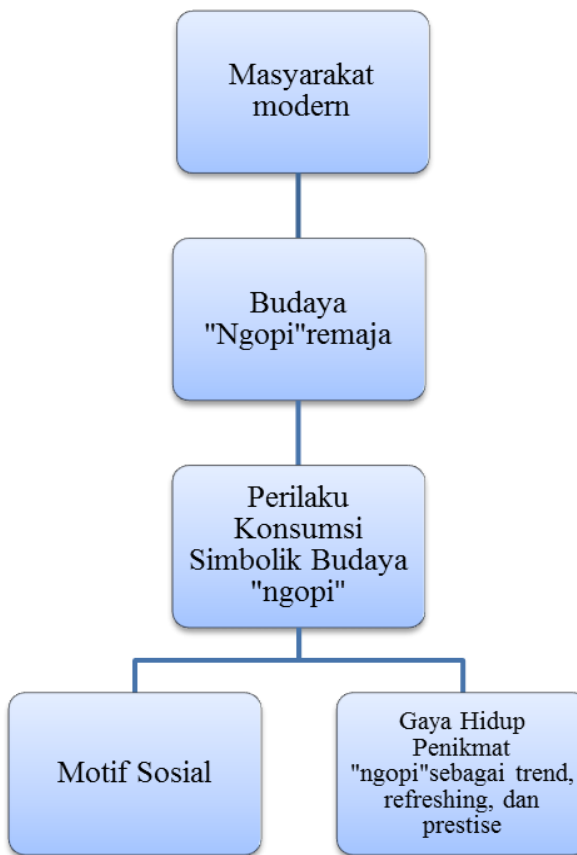 Masyarakat
modern
Budaya
"Ngopi"remaja
Perilaku
Konsumsi
Simbolik Budaya
"ngopi"
Motif Sosial
Gaya Hidup
Penikmat
"ngopi"sebagai trend,
refreshing, dan
prestise